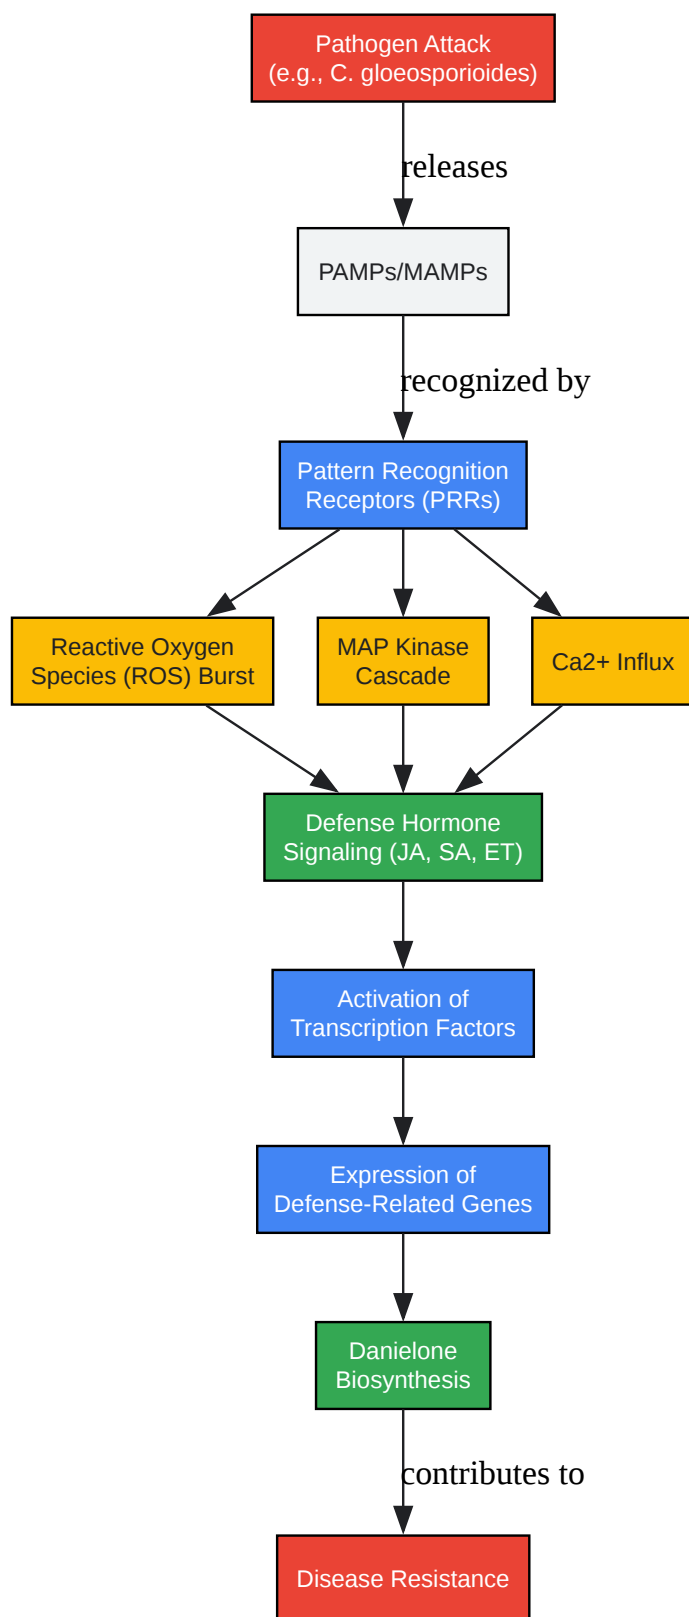 Pathogen Attack
(e.g., C. gloeosporioides)
releases
PAMPs/MAMPs
recognized by
Pattern Recognition
Receptors (PRRs)
Reactive Oxygen
Species (ROS) Burst
MAP Kinase
Cascade
Ca2+ Influx
Defense Hormone
Signaling (JA, SA, ET)
Activation of
Transcription Factors
Expression of
Defense-Related Genes
Danielone
Biosynthesis
contributes to
Disease Resistance